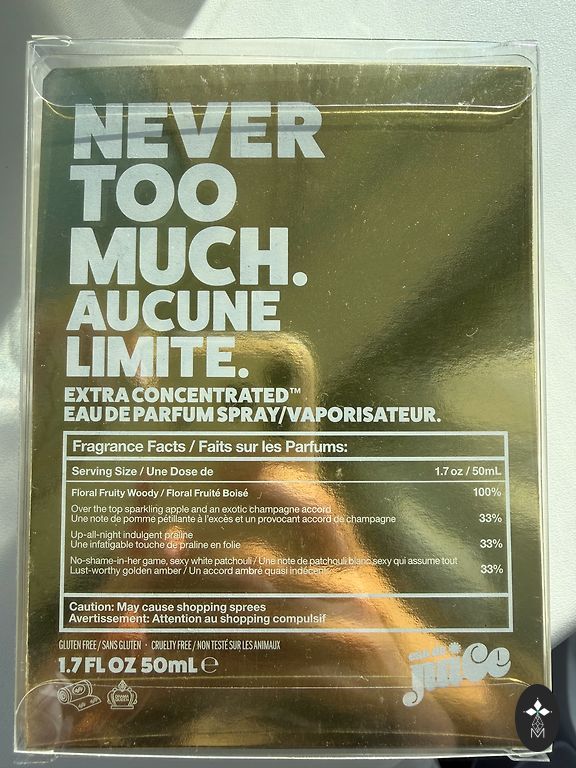 NEVER
TOO
MUCH.
AUCUNE
LIMITE.
EXTRA CONCENTRATED™
EAU DE PARFUM SPRAY/VAPORISATEUR.
Fragrance Facts / Faits sur les Parfums:
Serving Size / Une Dose de 1.7 oz / 50mL
Floral Fruity Woody / Floral Fruité Boisé 100%
Over the top sparkling apple and an exotic champagne accord
Une note de pomme pétillante à l'excès et un provocant accord de champagne 33%
Up-all-night indulgent praline
Une infatigable touche de praline en folie 33%
No-shame-in-her game, sexy white patchouli / Une note de patchouli blanc sexy qui assume tout
Lust-worthy golden amber / Un accord ambré quasi indécent 33%
Caution: May cause shopping sprees
Avertissement: Attention au shopping compulsif
GLUTEN FREE / SANS GLUTEN · CRUELTY FREE / NON TESTÉ SUR LES ANIMAUX
1.7 FL OZ 50mL ℮
eau de
juice
M